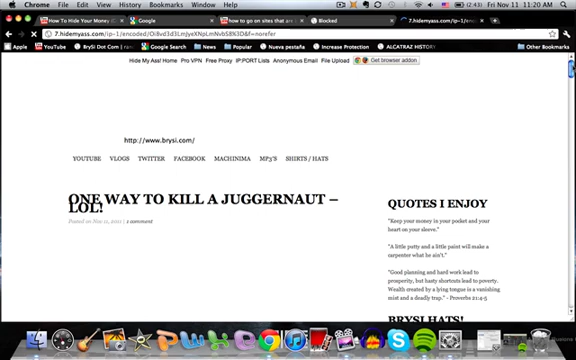 Chrome File Edit View History Bookmarks Window Help
(2:43) Fri Nov 11 11:20 AM
How To Hide Your Money (
Google
how to go on sites that are
Blocked
7.hidemyass.com/ip-1/encoded/
&f=norefer
BrySi Dot Com
Google Search
News
Popular
Nueva pestaña
Increase Protection
ALCATRAZ HISTORY
Other Bookmarks
Hide My Ass! Home Pro VPN Free Proxy IP:PORT Lists Anonymous Email File Upload Get browser addon
http://www.brysi.com/
YOUTUBE VLOGS TWITTER FACEBOOK MACHINIMA MP3'S SHIRTS / HATS
ONE WAY TO KILL A JUGGERNAUT –
LOL!
Posted on Nov 11, 2011 | 1 comment
QUOTES I ENJOY
"Keep your money in your pocket and your
heart on your sleeve."
"A little putty and a little paint will make a
carpenter what he ain't."
"Good planning and hard work lead to
prosperity, but hasty shortcuts lead to poverty.
Wealth created by a lying tongue is a vanishing
mist and a deadly trap." - Proverbs 21:4-5
BRYSI HATS!